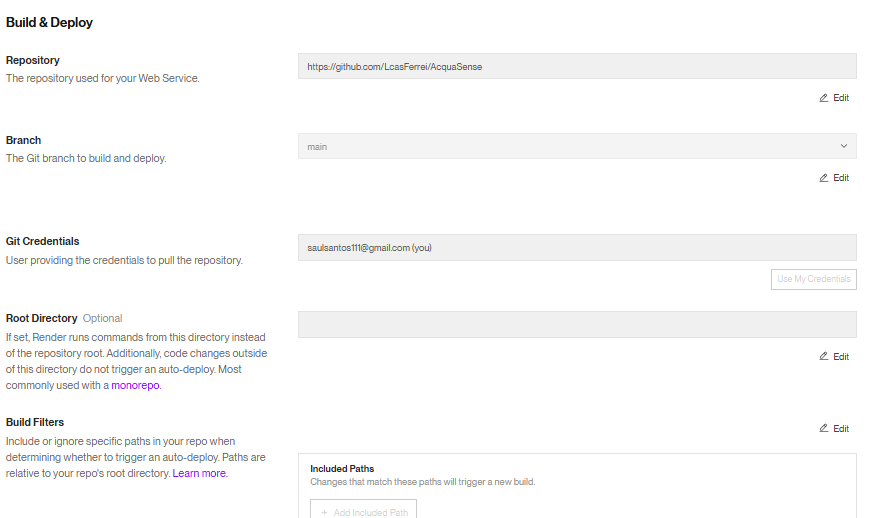 Build & Deploy
Repository
The repository used for your Web Service.
https://github.com/LcasFerrei/AcquaSense
Edit
Branch
The Git branch to build and deploy.
main
Edit
Git Credentials
User providing the credentials to pull the repository.
saulsantos111@gmail.com (you)
Use My Credentials
Root Directory Optional
If set, Render runs commands from this directory instead
of the repository root. Additionally, code changes outside
of this directory do not trigger an auto-deploy. Most
commonly used with a monorepo.
Edit
Build Filters
Include or ignore specific paths in your repo when
determining whether to trigger an auto-deploy. Paths are
relative to your repo's root directory. Learn more.
Edit
Included Paths
Changes that match these paths will trigger a new build.
+ Add Included Path